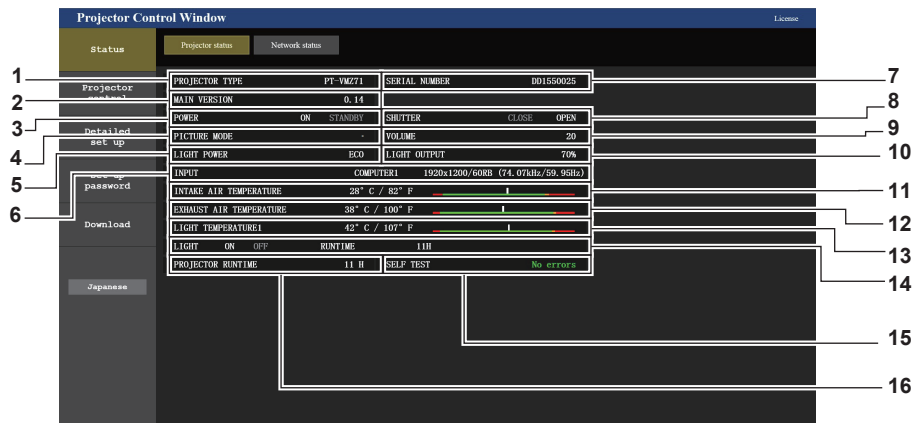 Projector Control Window License
Status Projector status Network status
1 PROJECTOR TYPE PT-VMZ71 SERIAL NUMBER DD1550025 7
Projector
control
2 MAIN VERSION 0.14
3 POWER ON STANDBY SHUTTER CLOSE OPEN 8
4 PICTURE MODE - VOLUME 20 9
Detailed
set up
5 LIGHT POWER ECO LIGHT OUTPUT 70% 10
6 INPUT COMPUTER1 1920x1200/60RB (74.07kHz/59.95Hz)
Set up
password
INTAKE AIR TEMPERATURE 28° C / 82° F 11
EXHAUST AIR TEMPERATURE 38° C / 100° F 12
Download
LIGHT TEMPERATURE1 42° C / 107° F 13
LIGHT ON OFF RUNTIME 11H 14
PROJECTOR RUNTIME 11 H SELF TEST No errors
Japanese
15
16